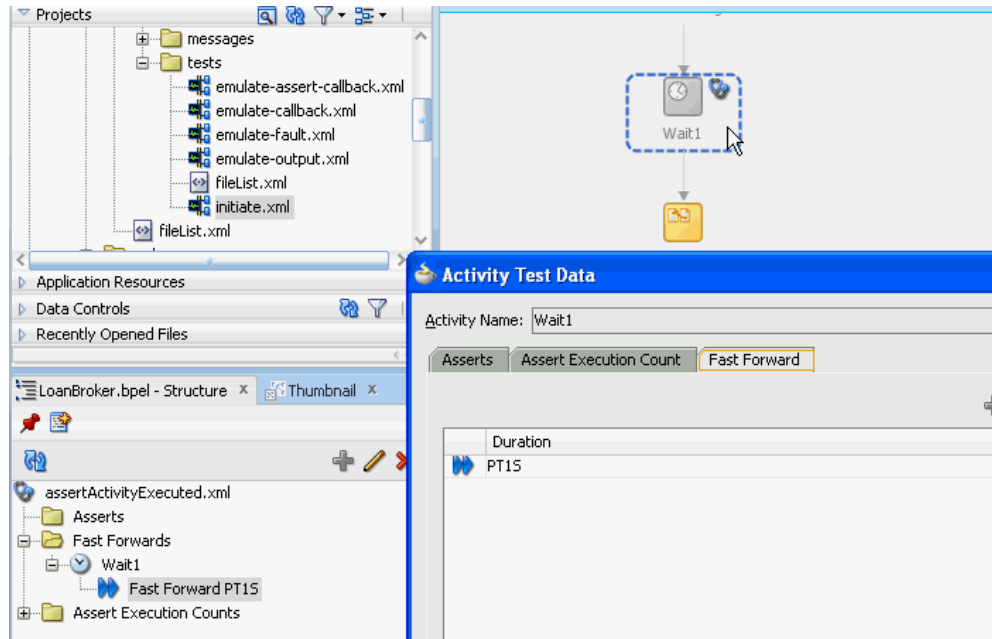 Projects
messages
tests
emulate-assert-callback.xml
emulate-callback.xml
emulate-fault.xml
emulate-output.xml
fileList.xml
initiate.xml
fileList.xml
Application Resources
Data Controls
Recently Opened Files
LoanBroker.bpel - Structure x
Thumbnail x
assertActivityExecuted.xml
Asserts
Fast Forwards
Wait1
Fast Forward PT1S
Assert Execution Counts
Wait1
Activity Test Data
Activity Name: Wait1
Asserts
Assert Execution Count
Fast Forward
Duration
PT1S